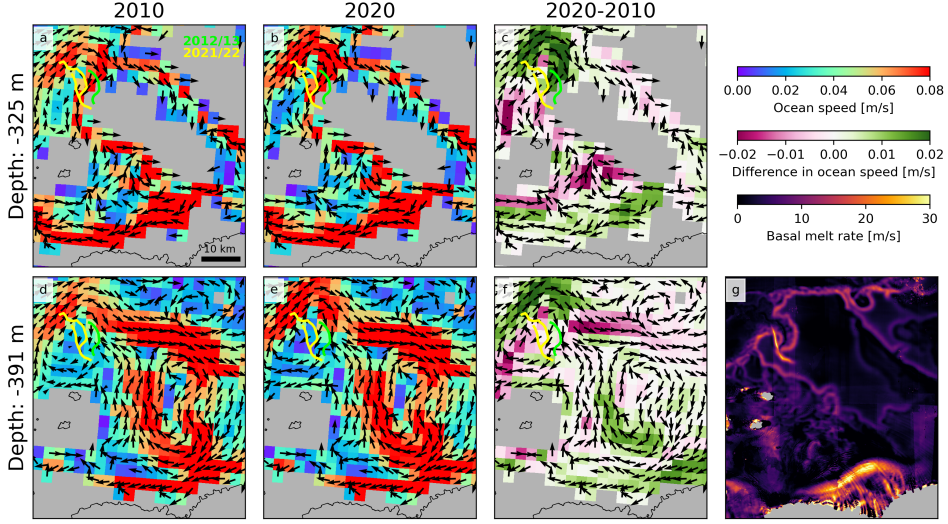 2010
2020
2020-2010
Depth: -325 m
a
2012/13
2021/22
10 km
b
c
0.00 0.02 0.04 0.06 0.08
Ocean speed [m/s]
−0.02 −0.01 0.00 0.01 0.02
Difference in ocean speed [m/s]
0 10 20 30
Basal melt rate [m/s]
Depth: -391 m
d
e
f
g